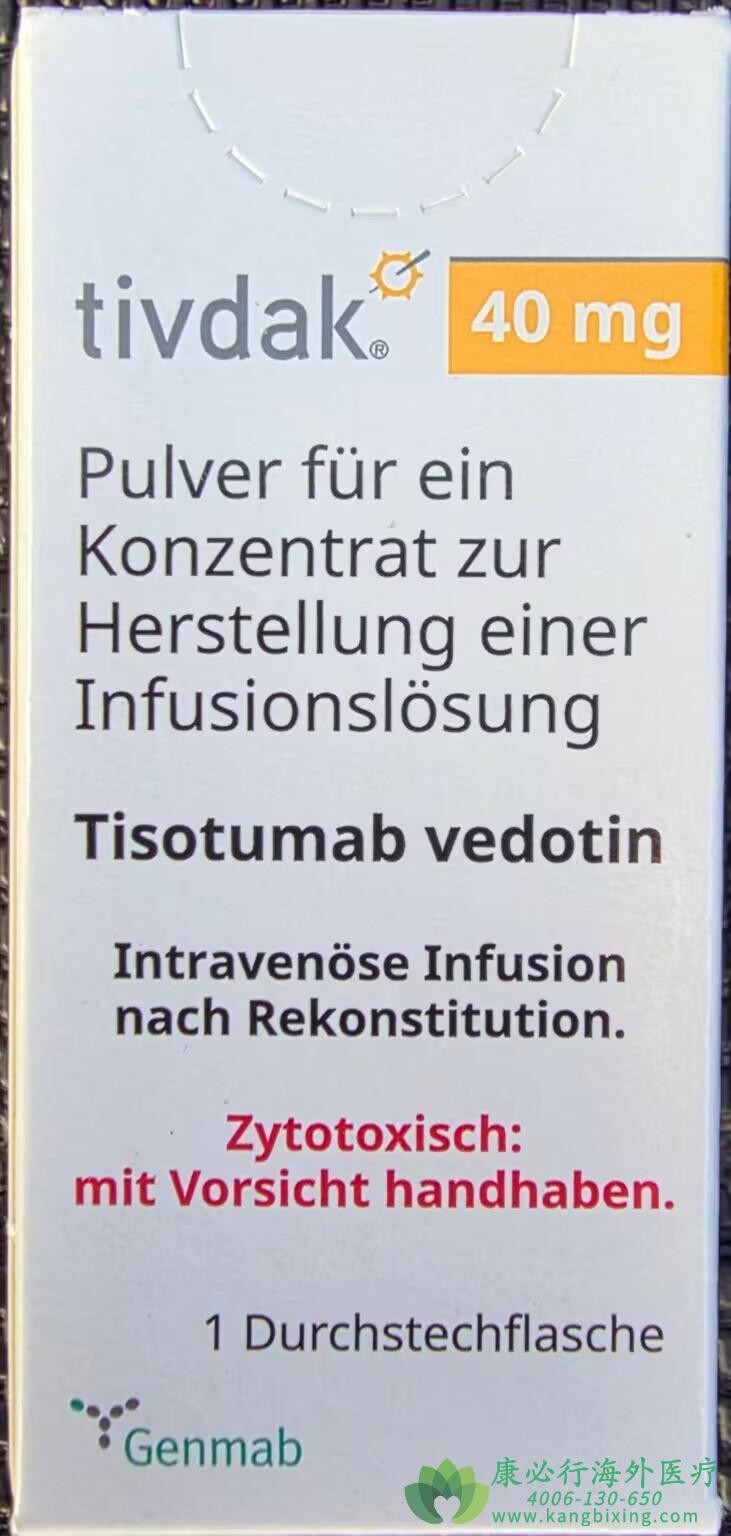 tivdak®
40 mg
Pulver für ein
Konzentrat zur
Herstellung einer
Infusionslösung
Tisotumab vedotin
Intravenöse Infusion
nach Rekonstitution.
Zytotoxisch:
mit Vorsicht handhaben.
1 Durchstechflasche
Genmab
康必行海外医疗
4006-130-650
www.kangbixing.com